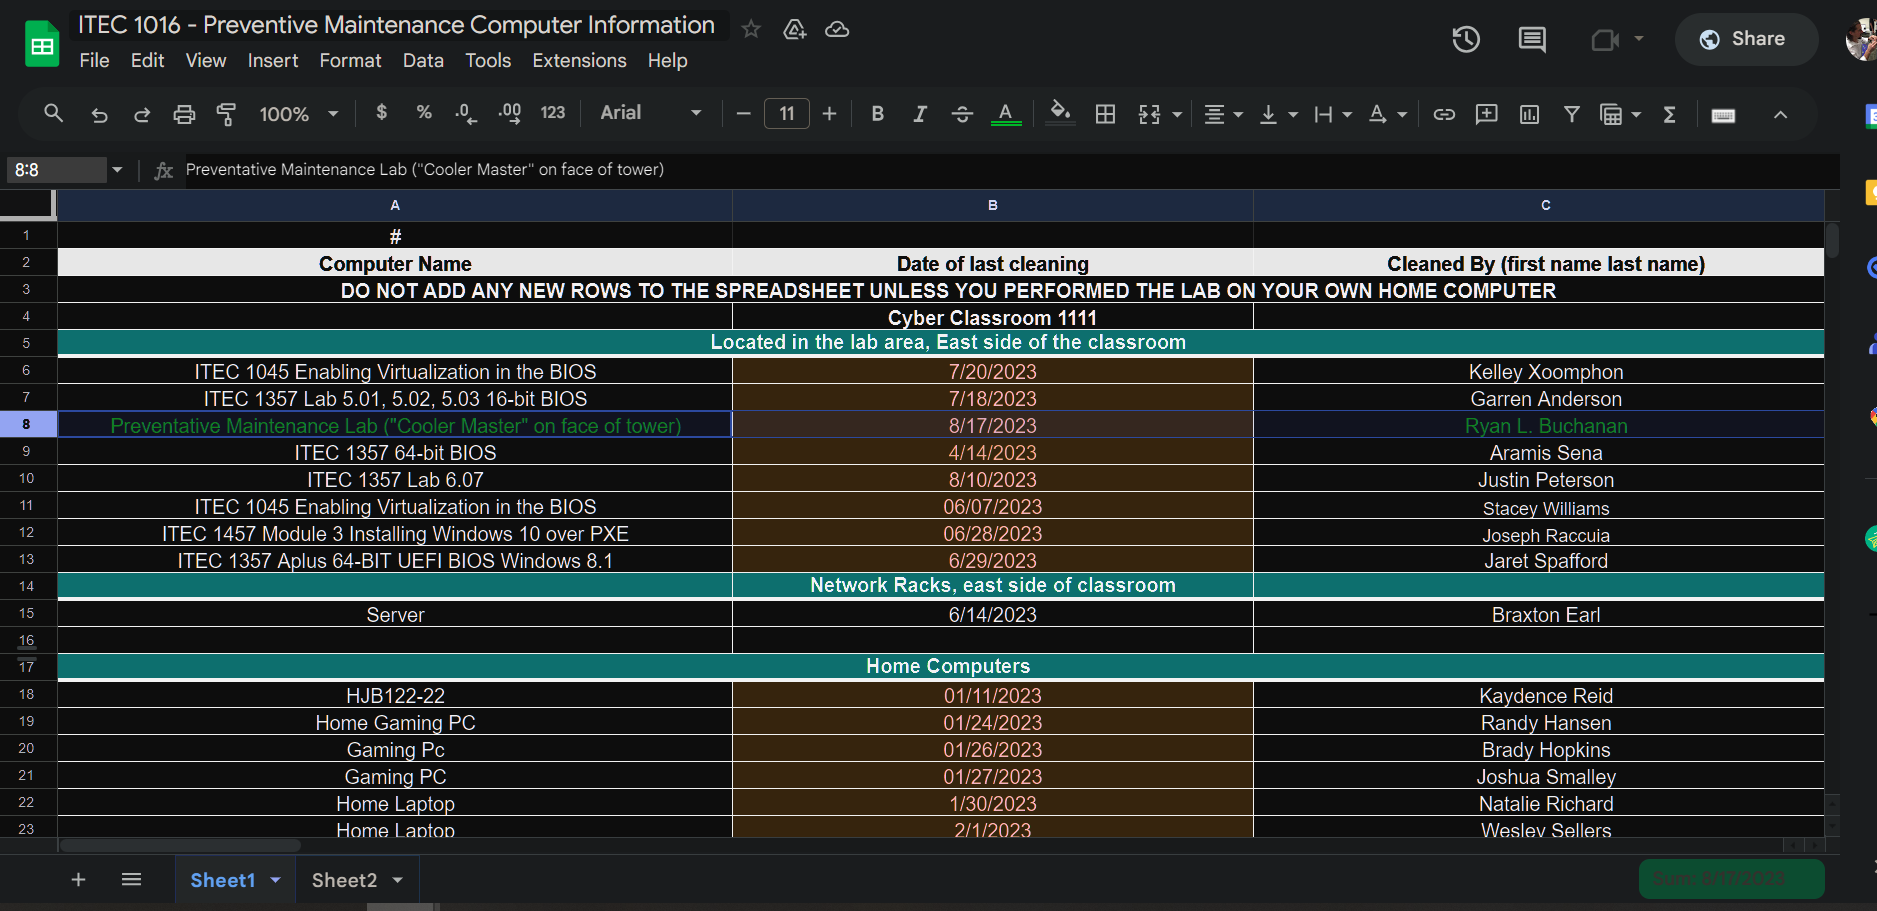 ITEC 1016 - Preventive Maintenance Computer Information
File Edit View Insert Format Data Tools Extensions Help
Share
100% $ % .0 .00 123 Arial 11 B I A
8:8 fx Preventative Maintenance Lab ("Cooler Master" on face of tower)
A B C
1 #
2 Computer Name Date of last cleaning Cleaned By (first name last name)
3 DO NOT ADD ANY NEW ROWS TO THE SPREADSHEET UNLESS YOU PERFORMED THE LAB ON YOUR OWN HOME COMPUTER
4 Cyber Classroom 1111
5 Located in the lab area, East side of the classroom
6 ITEC 1045 Enabling Virtualization in the BIOS 7/20/2023 Kelley Xoomphon
7 ITEC 1357 Lab 5.01, 5.02, 5.03 16-bit BIOS 7/18/2023 Garren Anderson
8 Preventative Maintenance Lab ("Cooler Master" on face of tower) 8/17/2023 Ryan L. Buchanan
9 ITEC 1357 64-bit BIOS 4/14/2023 Aramis Sena
10 ITEC 1357 Lab 6.07 8/10/2023 Justin Peterson
11 ITEC 1045 Enabling Virtualization in the BIOS 06/07/2023 Stacey Williams
12 ITEC 1457 Module 3 Installing Windows 10 over PXE 06/28/2023 Joseph Raccuia
13 ITEC 1357 Aplus 64-BIT UEFI BIOS Windows 8.1 6/29/2023 Jaret Spafford
14 Network Racks, east side of classroom
15 Server 6/14/2023 Braxton Earl
16
17 Home Computers
18 HJB122-22 01/11/2023 Kaydence Reid
19 Home Gaming PC 01/24/2023 Randy Hansen
20 Gaming Pc 01/26/2023 Brady Hopkins
21 Gaming PC 01/27/2023 Joshua Smalley
22 Home Laptop 1/30/2023 Natalie Richard
23 Home Laptop 2/1/2023 Wesley Sellers
Sheet1 Sheet2 Sum: 8/17/2023